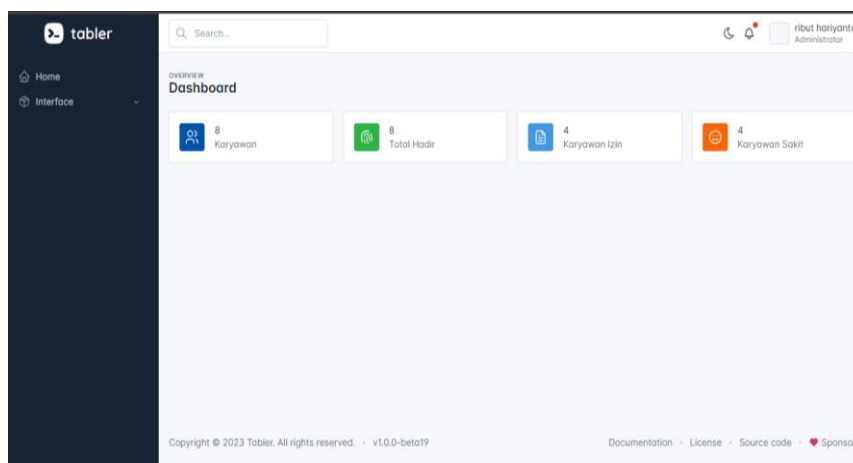 tabler
Search...
ribut hariyanto
Administrator
Home
Interface
OVERVIEW
Dashboard
8
Karyawan
8
Total Hadir
4
Karyawan Izin
4
Karyawan Sakit
Copyright © 2023 Tabler. All rights reserved. · v1.0.0-beta19
Documentation · License · Source code · Sponso